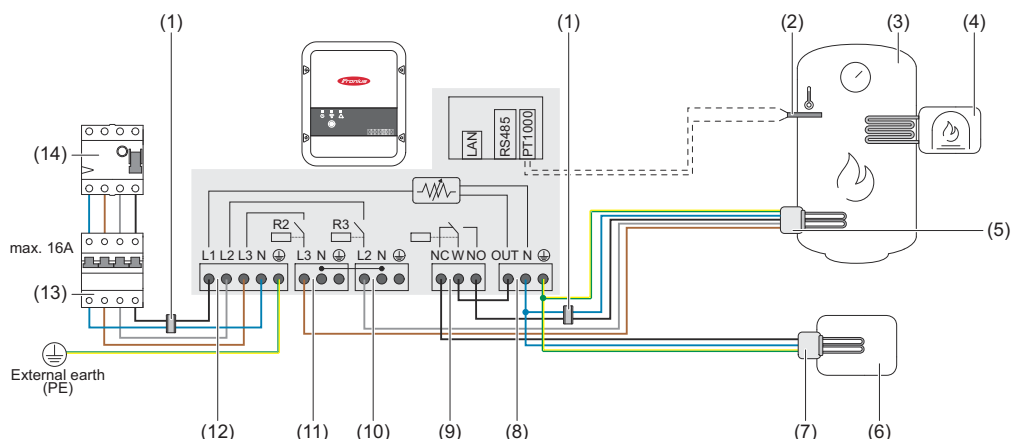 (1)
(1)
(2)
(3)
(4)
Fronius
LAN
RS485
PT1000
(14)
R2
R3
max. 16A
L1 L2 L3 N
L3 N
L2 N
NC W NO
OUT N
(5)
(13)
(1)
External earth
(PE)
(12)
(11)
(10)
(9)
(8)
(7)
(6)